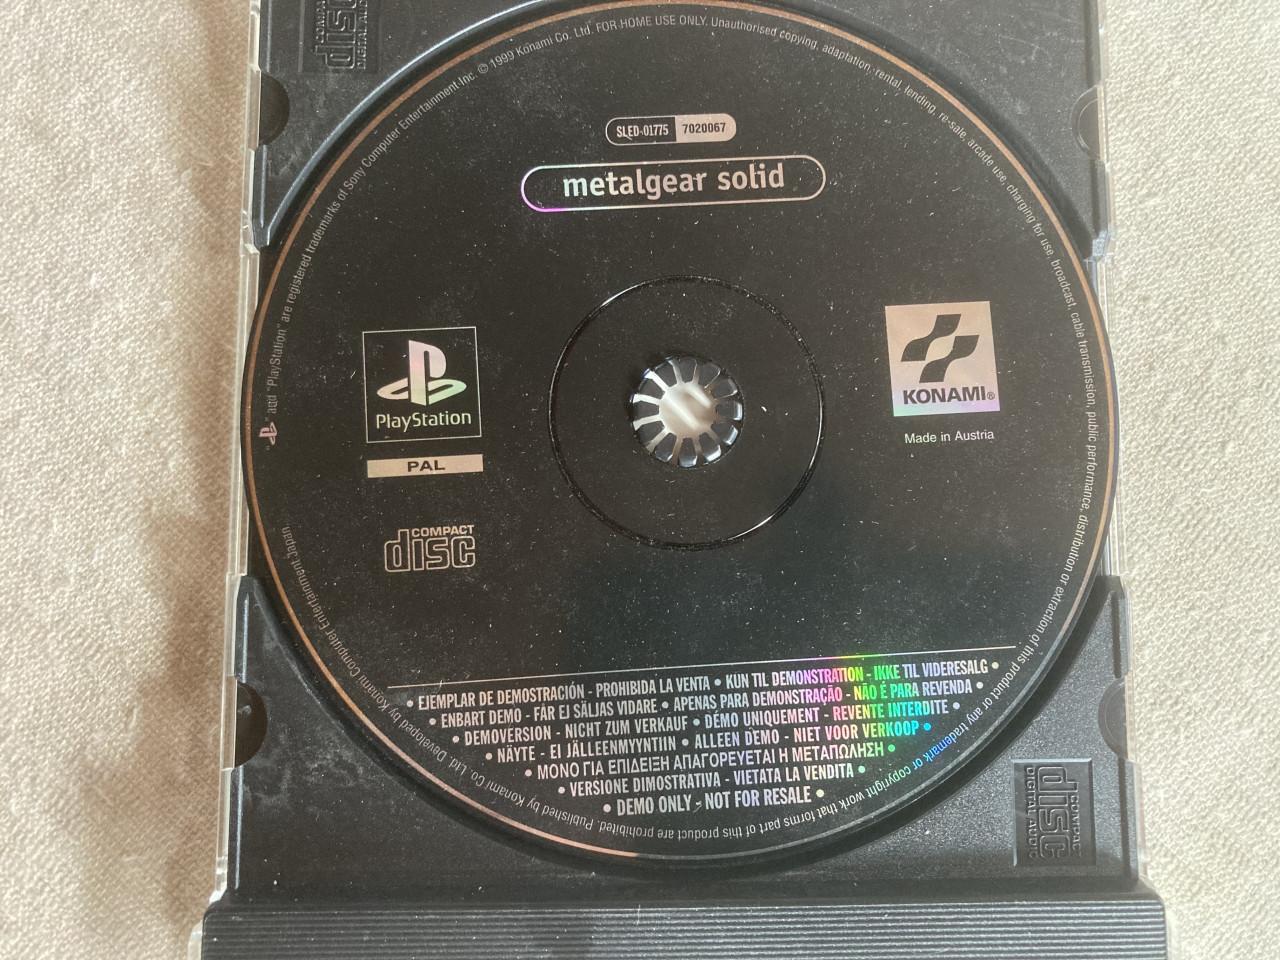 COMPACT
disc
DIGITAL AUDIO
and "PlayStation" are registered trademarks of Sony Computer Entertainment Inc. © 1999 Konami Co. Ltd. FOR HOME USE ONLY. Unauthorised copying, adaptation, rental, lending, re-sale, arcade use, charging for use, broadcast, cable transmission, public performance, distribution or extraction of this product or any trademark or copyright work that forms part of this product are prohibited. Published by Konami Co. Ltd. Developed by Konami Computer Entertainment Japan
SLED-01775 7020067
metalgear solid
PlayStation
PAL
COMPACT
disc
KONAMI®
Made in Austria
• EJEMPLAR DE DEMOSTRACIÓN - PROHIBIDA LA VENTA • KUN TIL DEMONSTRATION - IKKE TIL VIDERESALG •
• ENBART DEMO - FÅR EJ SÄLJAS VIDARE • APENAS PARA DEMONSTRAÇÃO - NÃO É PARA REVENDA •
• DEMOVERSION - NICHT ZUM VERKAUF • DÉMO UNIQUEMENT - REVENTE INTERDITE •
• NÄYTE - EI JÄLLEENMYYNTIIN • ALLEEN DEMO - NIET VOOR VERKOOP •
• ΜΟΝΟ ΓΙΑ ΕΠΙΔΕΙΞΗ ΑΠΑΓΟΡΕΥΕΤΑΙ Η ΜΕΤΑΠΩΛΗΣΗ •
• VERSIONE DIMOSTRATIVA - VIETATA LA VENDITA •
• DEMO ONLY - NOT FOR RESALE •
COMPACT
disc
DIGITAL AUDIO